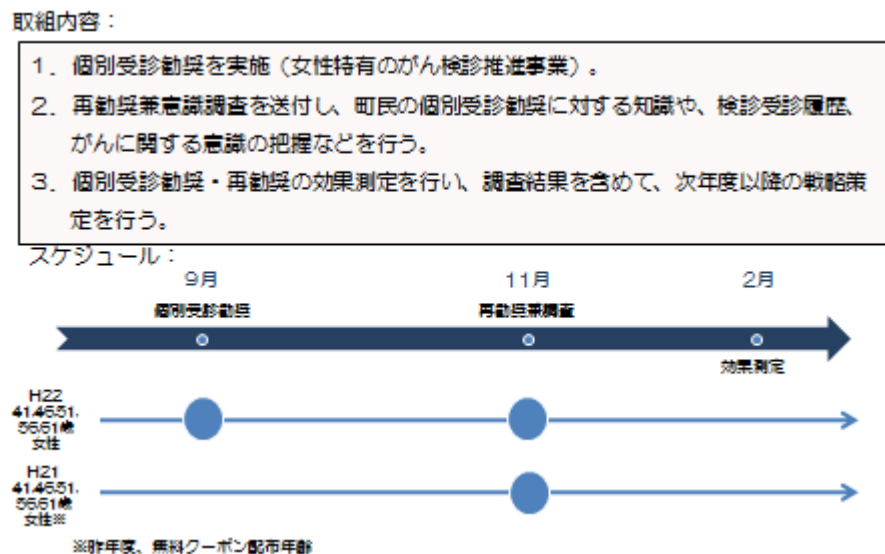 取組内容：
１．個別受診勧奨を実施（女性特有のがん検診推進事業）。
２．再勧奨兼意識調査を送付し、町民の個別受診勧奨に対する知識や、検診受診履歴、
がんに関する意識の把握などを行う。
３．個別受診勧奨・再勧奨の効果測定を行い、調査結果を含めて、次年度以降の戦略策
定を行う。
スケジュール：
9月
11月
2月
個別受診勧奨
再勧奨兼調査
効果測定
H22
41,46,51,
56,61歳
女性
H21
41,46,51,
56,61歳
女性※
※昨年度、無料クーポン配布年齢